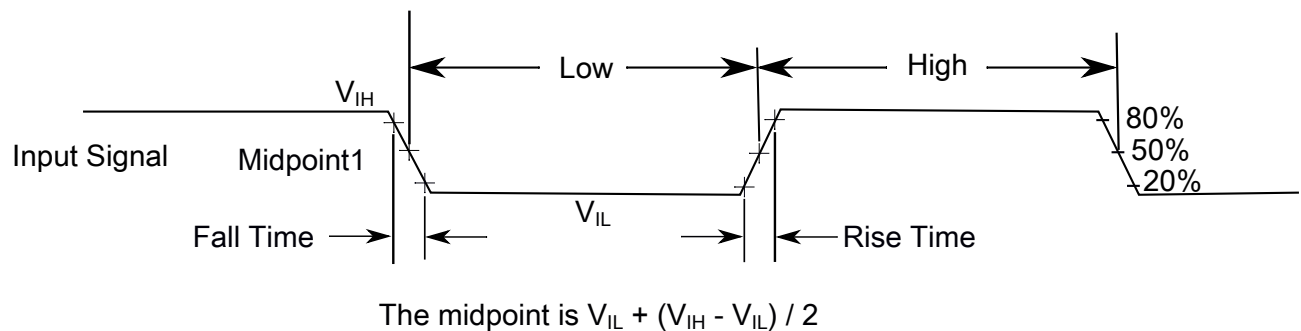 Low
High
V_IH
80%
Input Signal
Midpoint1
50%
20%
V_IL
Fall Time
Rise Time
The midpoint is V_IL + (V_IH - V_IL) / 2